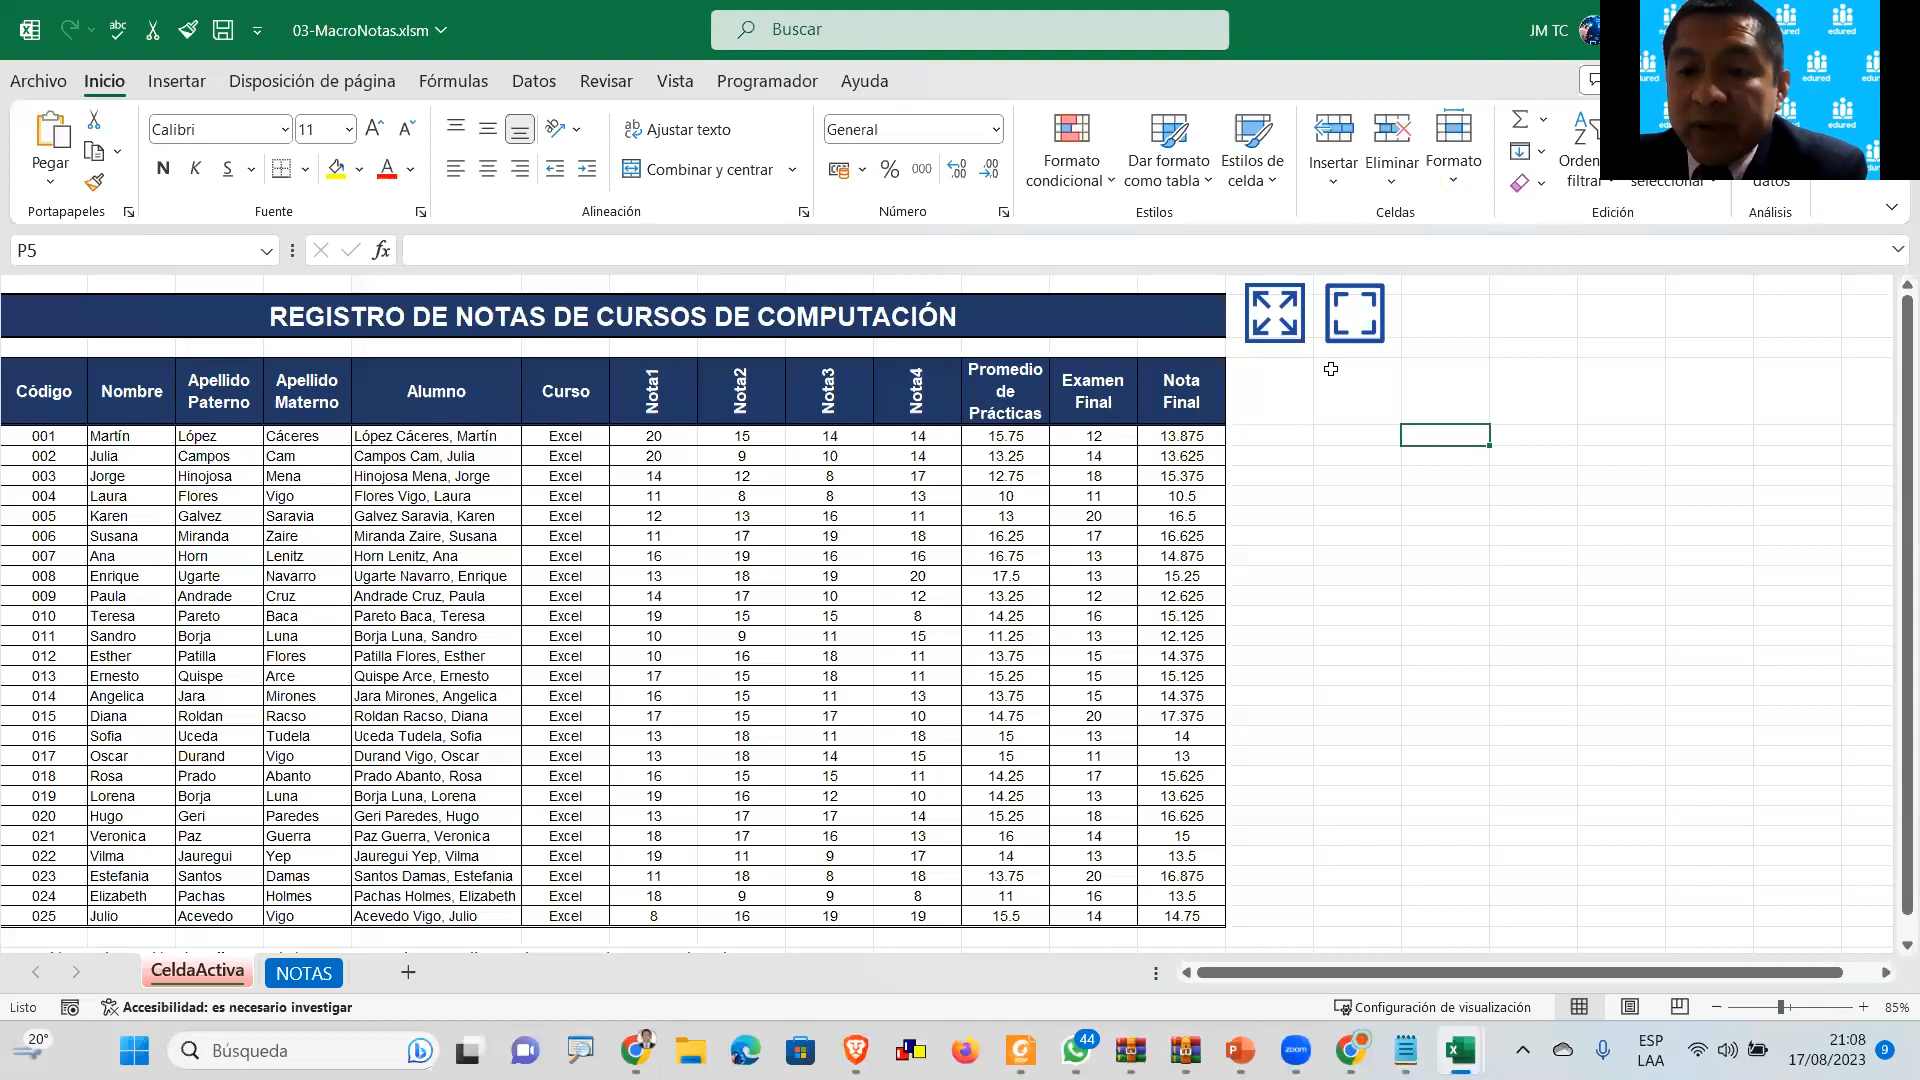 03-MacroNotas.xlsm
Buscar
JM TC
edured
Archivo Inicio Insertar Disposición de página Fórmulas Datos Revisar Vista Programador Ayuda
Pegar
Portapapeles
Calibri 11
N K S
Fuente
Ajustar texto
Combinar y centrar
Alineación
General
% 000
Número
Formato condicional
Dar formato como tabla
Estilos de celda
Estilos
Insertar Eliminar Formato
Celdas
Edición
Análisis
P5
fx
REGISTRO DE NOTAS DE CURSOS DE COMPUTACIÓN
Código Nombre Apellido Paterno Apellido Materno Alumno Curso Nota1 Nota2 Nota3 Nota4 Promedio de Prácticas Examen Final Nota Final
001 Martín López Cáceres López Cáceres, Martín Excel 20 15 14 14 15.75 12 13.875
002 Julia Campos Cam Campos Cam, Julia Excel 20 9 10 14 13.25 14 13.625
003 Jorge Hinojosa Mena Hinojosa Mena, Jorge Excel 14 12 8 17 12.75 18 15.375
004 Laura Flores Vigo Flores Vigo, Laura Excel 11 8 8 13 10 11 10.5
005 Karen Galvez Saravia Galvez Saravia, Karen Excel 12 13 16 11 13 20 16.5
006 Susana Miranda Zaire Miranda Zaire, Susana Excel 11 17 19 18 16.25 17 16.625
007 Ana Horn Lenitz Horn Lenitz, Ana Excel 16 19 16 16 16.75 13 14.875
008 Enrique Ugarte Navarro Ugarte Navarro, Enrique Excel 13 18 19 20 17.5 13 15.25
009 Paula Andrade Cruz Andrade Cruz, Paula Excel 14 17 10 12 13.25 12 12.625
010 Teresa Pareto Baca Pareto Baca, Teresa Excel 19 15 15 8 14.25 16 15.125
011 Sandro Borja Luna Borja Luna, Sandro Excel 10 9 11 15 11.25 13 12.125
012 Esther Patilla Flores Patilla Flores, Esther Excel 10 16 18 11 13.75 15 14.375
013 Ernesto Quispe Arce Quispe Arce, Ernesto Excel 17 15 18 11 15.25 15 15.125
014 Angelica Jara Mirones Jara Mirones, Angelica Excel 16 15 11 13 13.75 15 14.375
015 Diana Roldan Racso Roldan Racso, Diana Excel 17 15 17 10 14.75 20 17.375
016 Sofia Uceda Tudela Uceda Tudela, Sofia Excel 13 18 11 18 15 13 14
017 Oscar Durand Vigo Durand Vigo, Oscar Excel 13 18 14 15 15 11 13
018 Rosa Prado Abanto Prado Abanto, Rosa Excel 16 15 15 11 14.25 17 15.625
019 Lorena Borja Luna Borja Luna, Lorena Excel 19 16 12 10 14.25 13 13.625
020 Hugo Geri Paredes Geri Paredes, Hugo Excel 13 17 17 14 15.25 18 16.625
021 Veronica Paz Guerra Paz Guerra, Veronica Excel 18 17 16 13 16 14 15
022 Vilma Jauregui Yep Jauregui Yep, Vilma Excel 19 11 9 17 14 13 13.5
023 Estefania Santos Damas Santos Damas, Estefania Excel 11 18 8 18 13.75 20 16.875
024 Elizabeth Pachas Holmes Pachas Holmes, Elizabeth Excel 18 9 9 8 11 16 13.5
025 Julio Acevedo Vigo Acevedo Vigo, Julio Excel 8 16 19 19 15.5 14 14.75
CeldaActiva NOTAS
Listo Accesibilidad: es necesario investigar Configuración de visualización 85%
20° Búsqueda 44 zoom ESP LAA 21:08 17/08/2023 9